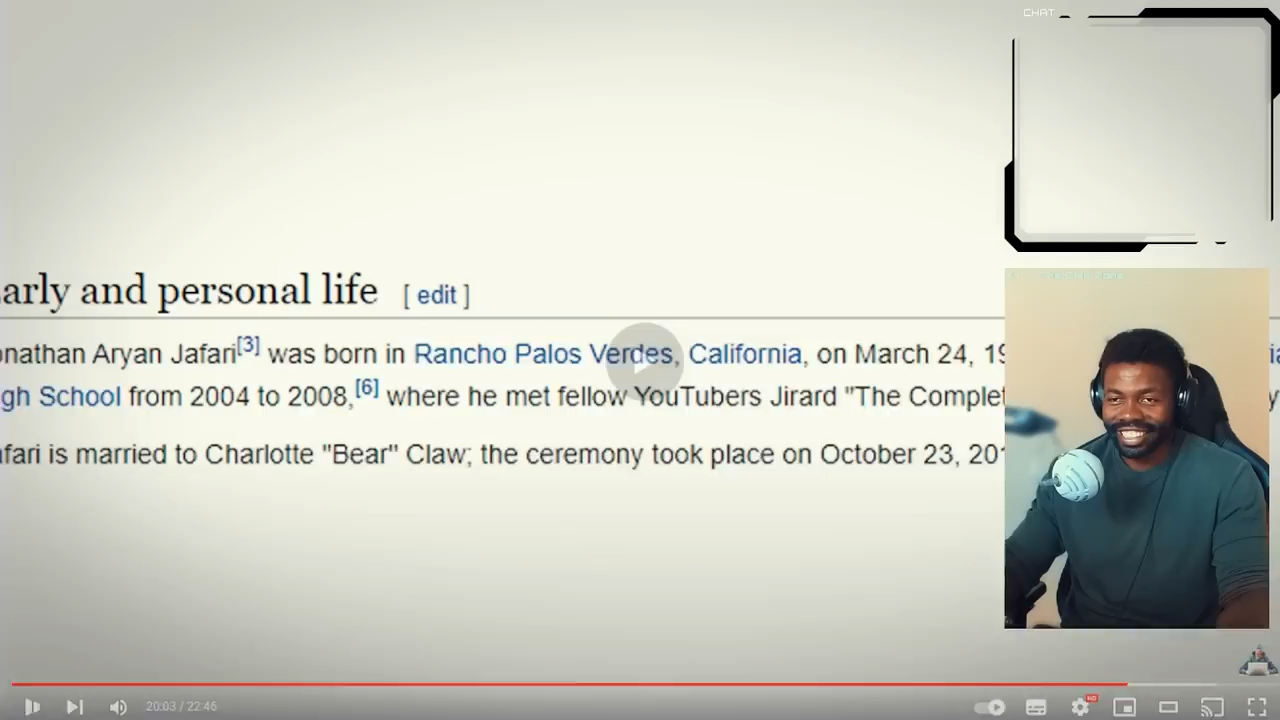 CHAT
arly and personal life [ edit ]
onathan Aryan Jafari[3] was born in Rancho Palos Verdes, California, on March 24, 19
gh School from 2004 to 2008,[6] where he met fellow YouTubers Jirard "The Complet
afari is married to Charlotte "Bear" Claw; the ceremony took place on October 23, 201
20:03 / 22:46
HD